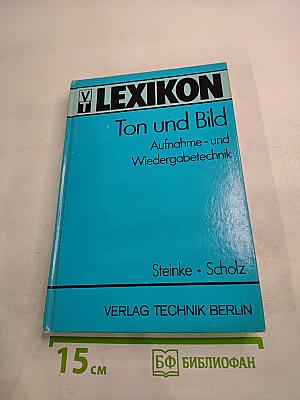 VT LEXIKON
Ton und Bild
Aufnahme- und
Wiedergabetechnik
Steinke • Scholz
VERLAG TECHNIK BERLIN
15 см
БФ БИБЛИОФАН